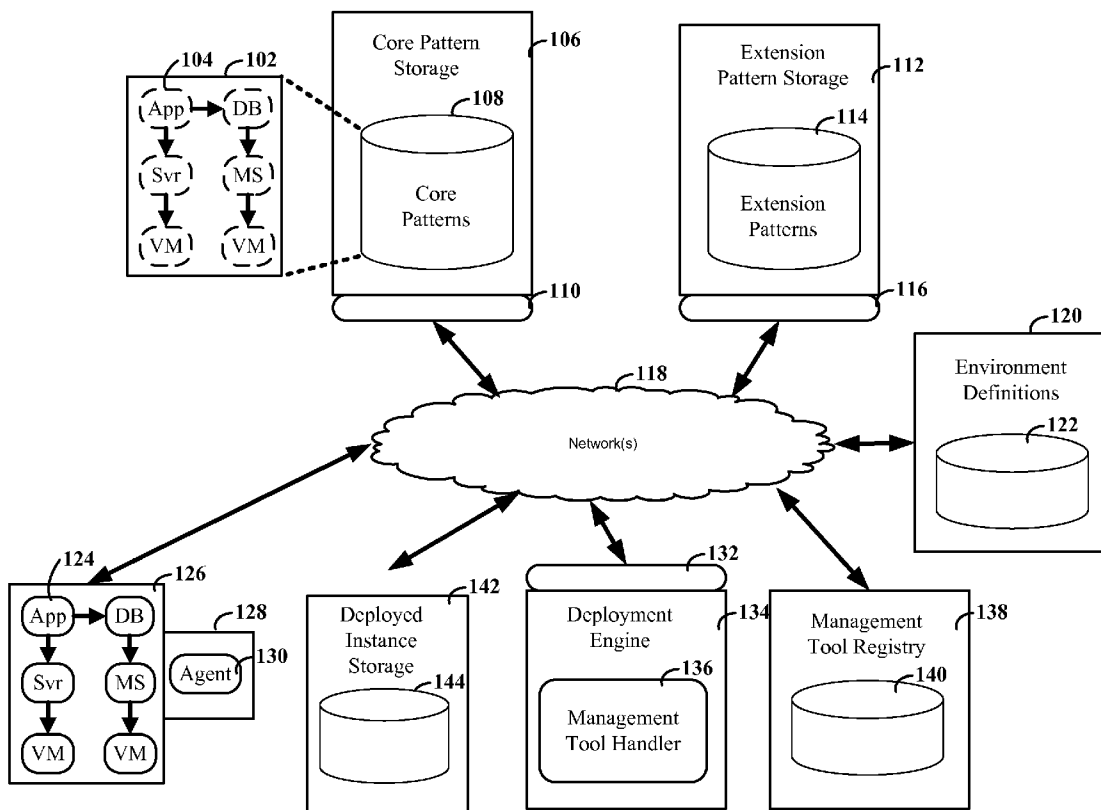 104
102
App
DB
Svr
MS
VM
VM
Core Pattern
Storage
106
108
Core
Patterns
110
Extension
Pattern Storage
112
114
Extension
Patterns
116
118
Network(s)
120
Environment
Definitions
122
124
126
App
DB
Svr
MS
VM
VM
128
Agent
130
142
Deployed
Instance
Storage
144
132
Deployment
Engine
134
136
Management
Tool Handler
Management
Tool Registry
138
140